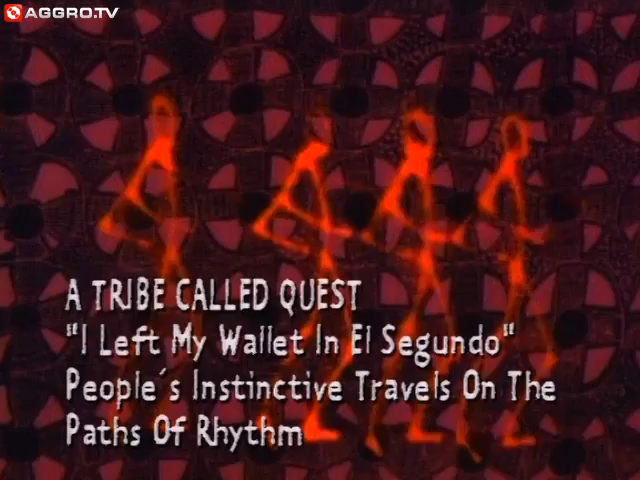 AGGRO.TV
A TRIBE CALLED QUEST
"I Left My Wallet In El Segundo"
People´s Instinctive Travels On The
Paths Of Rhythm